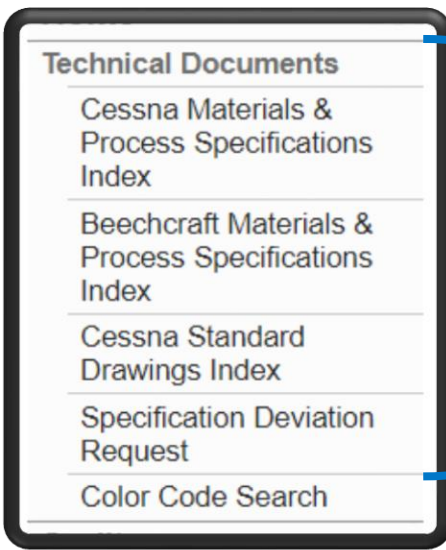 Technical Documents
Cessna Materials &
Process Specifications
Index
Beechcraft Materials &
Process Specifications
Index
Cessna Standard
Drawings Index
Specification Deviation
Request
Color Code Search